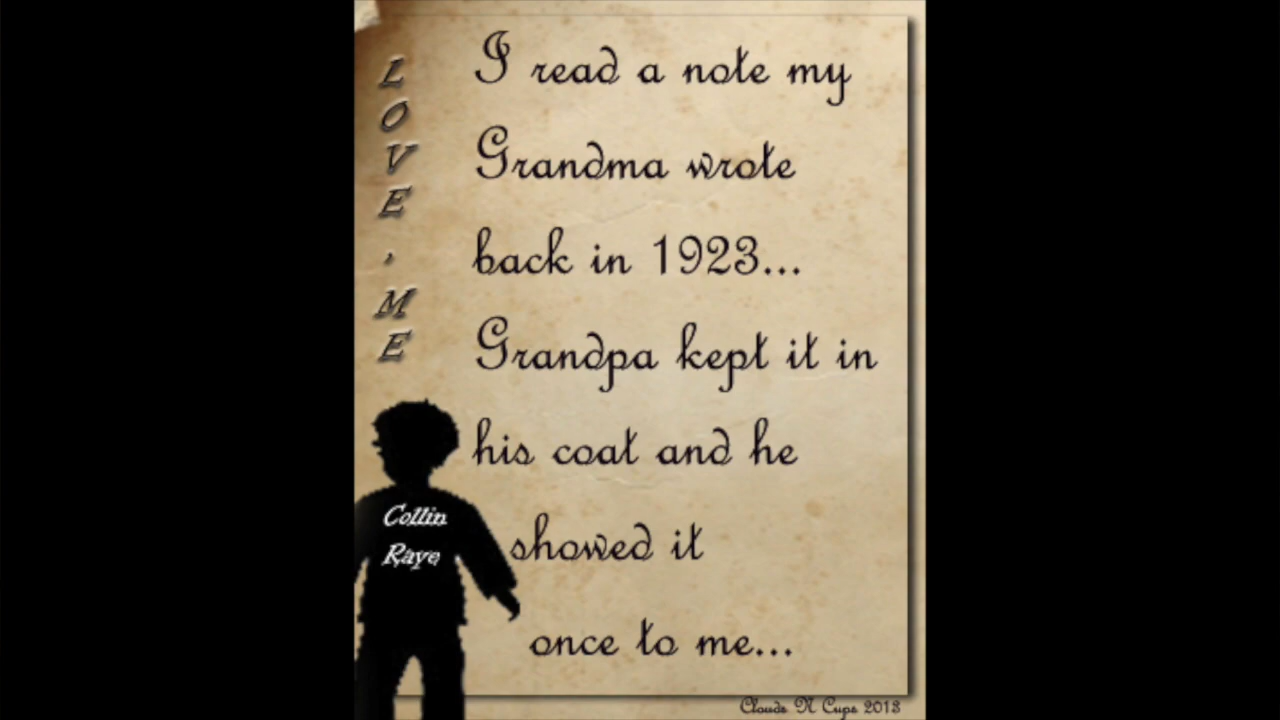 LOVE, ME
I read a note my
Grandma wrote
back in 1923...
Grandpa kept it in
his coat and he
showed it
once to me...
Collin
Raye
Clouds N Cups 2013